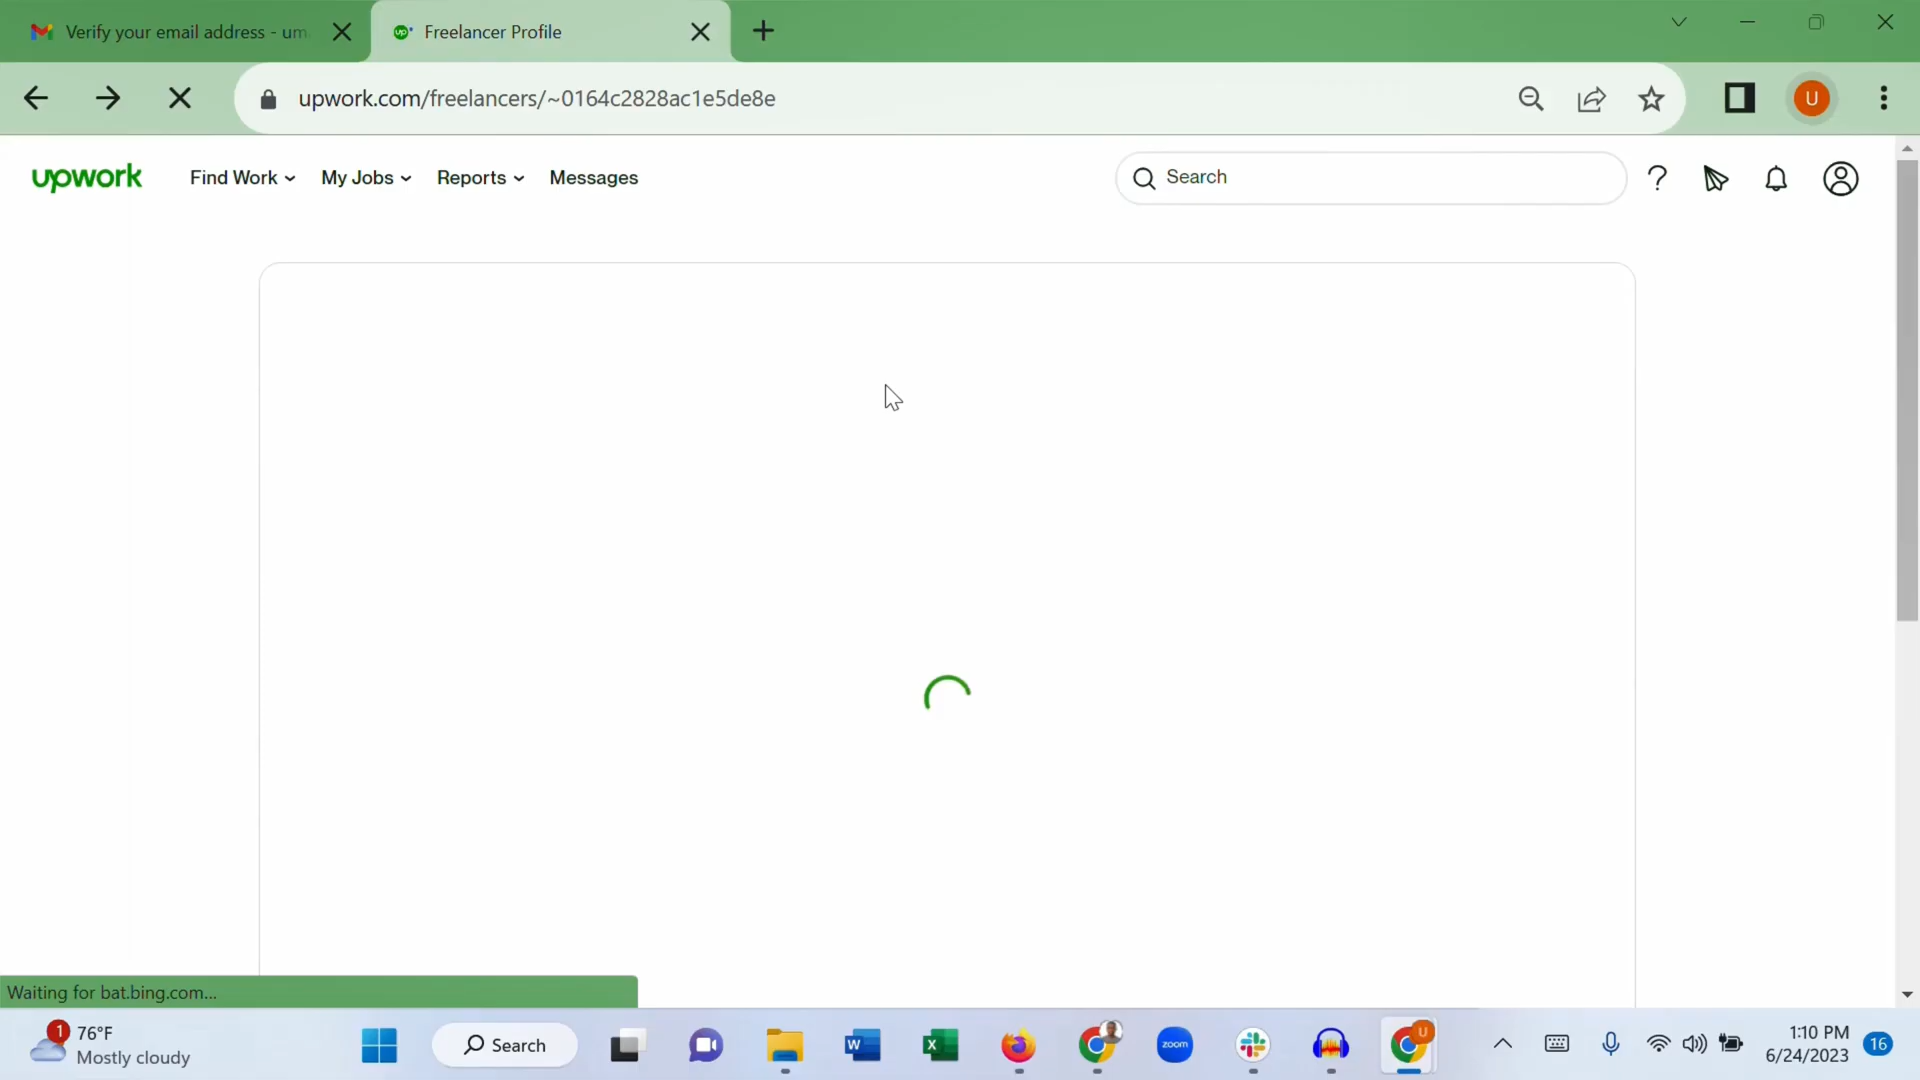 Verify your email address - um
Freelancer Profile
upwork.com/freelancers/~0164c2828ac1e5de8e
U
upwork
Find Work
My Jobs
Reports
Messages
Search
Waiting for bat.bing.com...
1
76°F
Mostly cloudy
Search
W
X
zoom
U
1:10 PM
6/24/2023
16